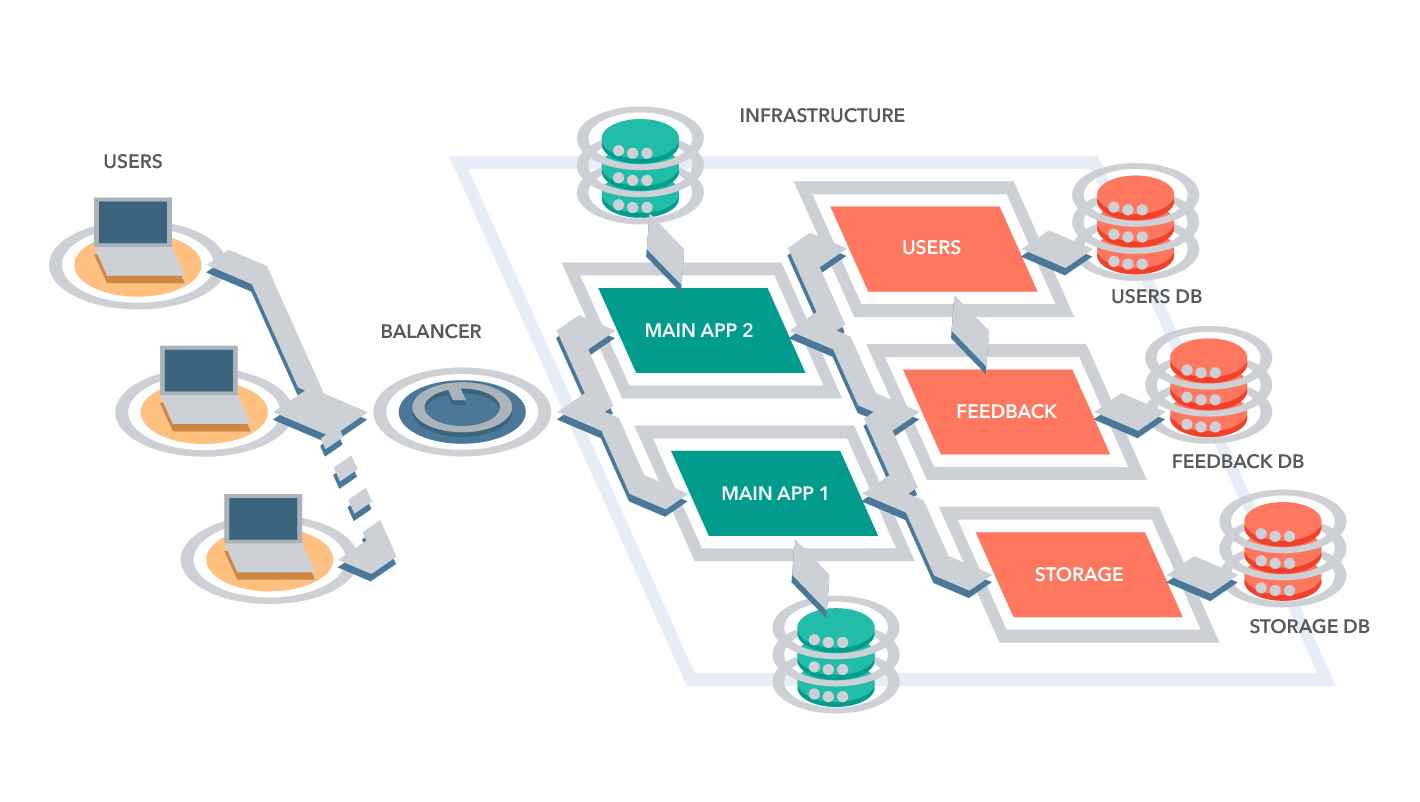 INFRASTRUCTURE
USERS
BALANCER
MAIN APP 2
MAIN APP 1
USERS
FEEDBACK
STORAGE
USERS DB
FEEDBACK DB
STORAGE DB